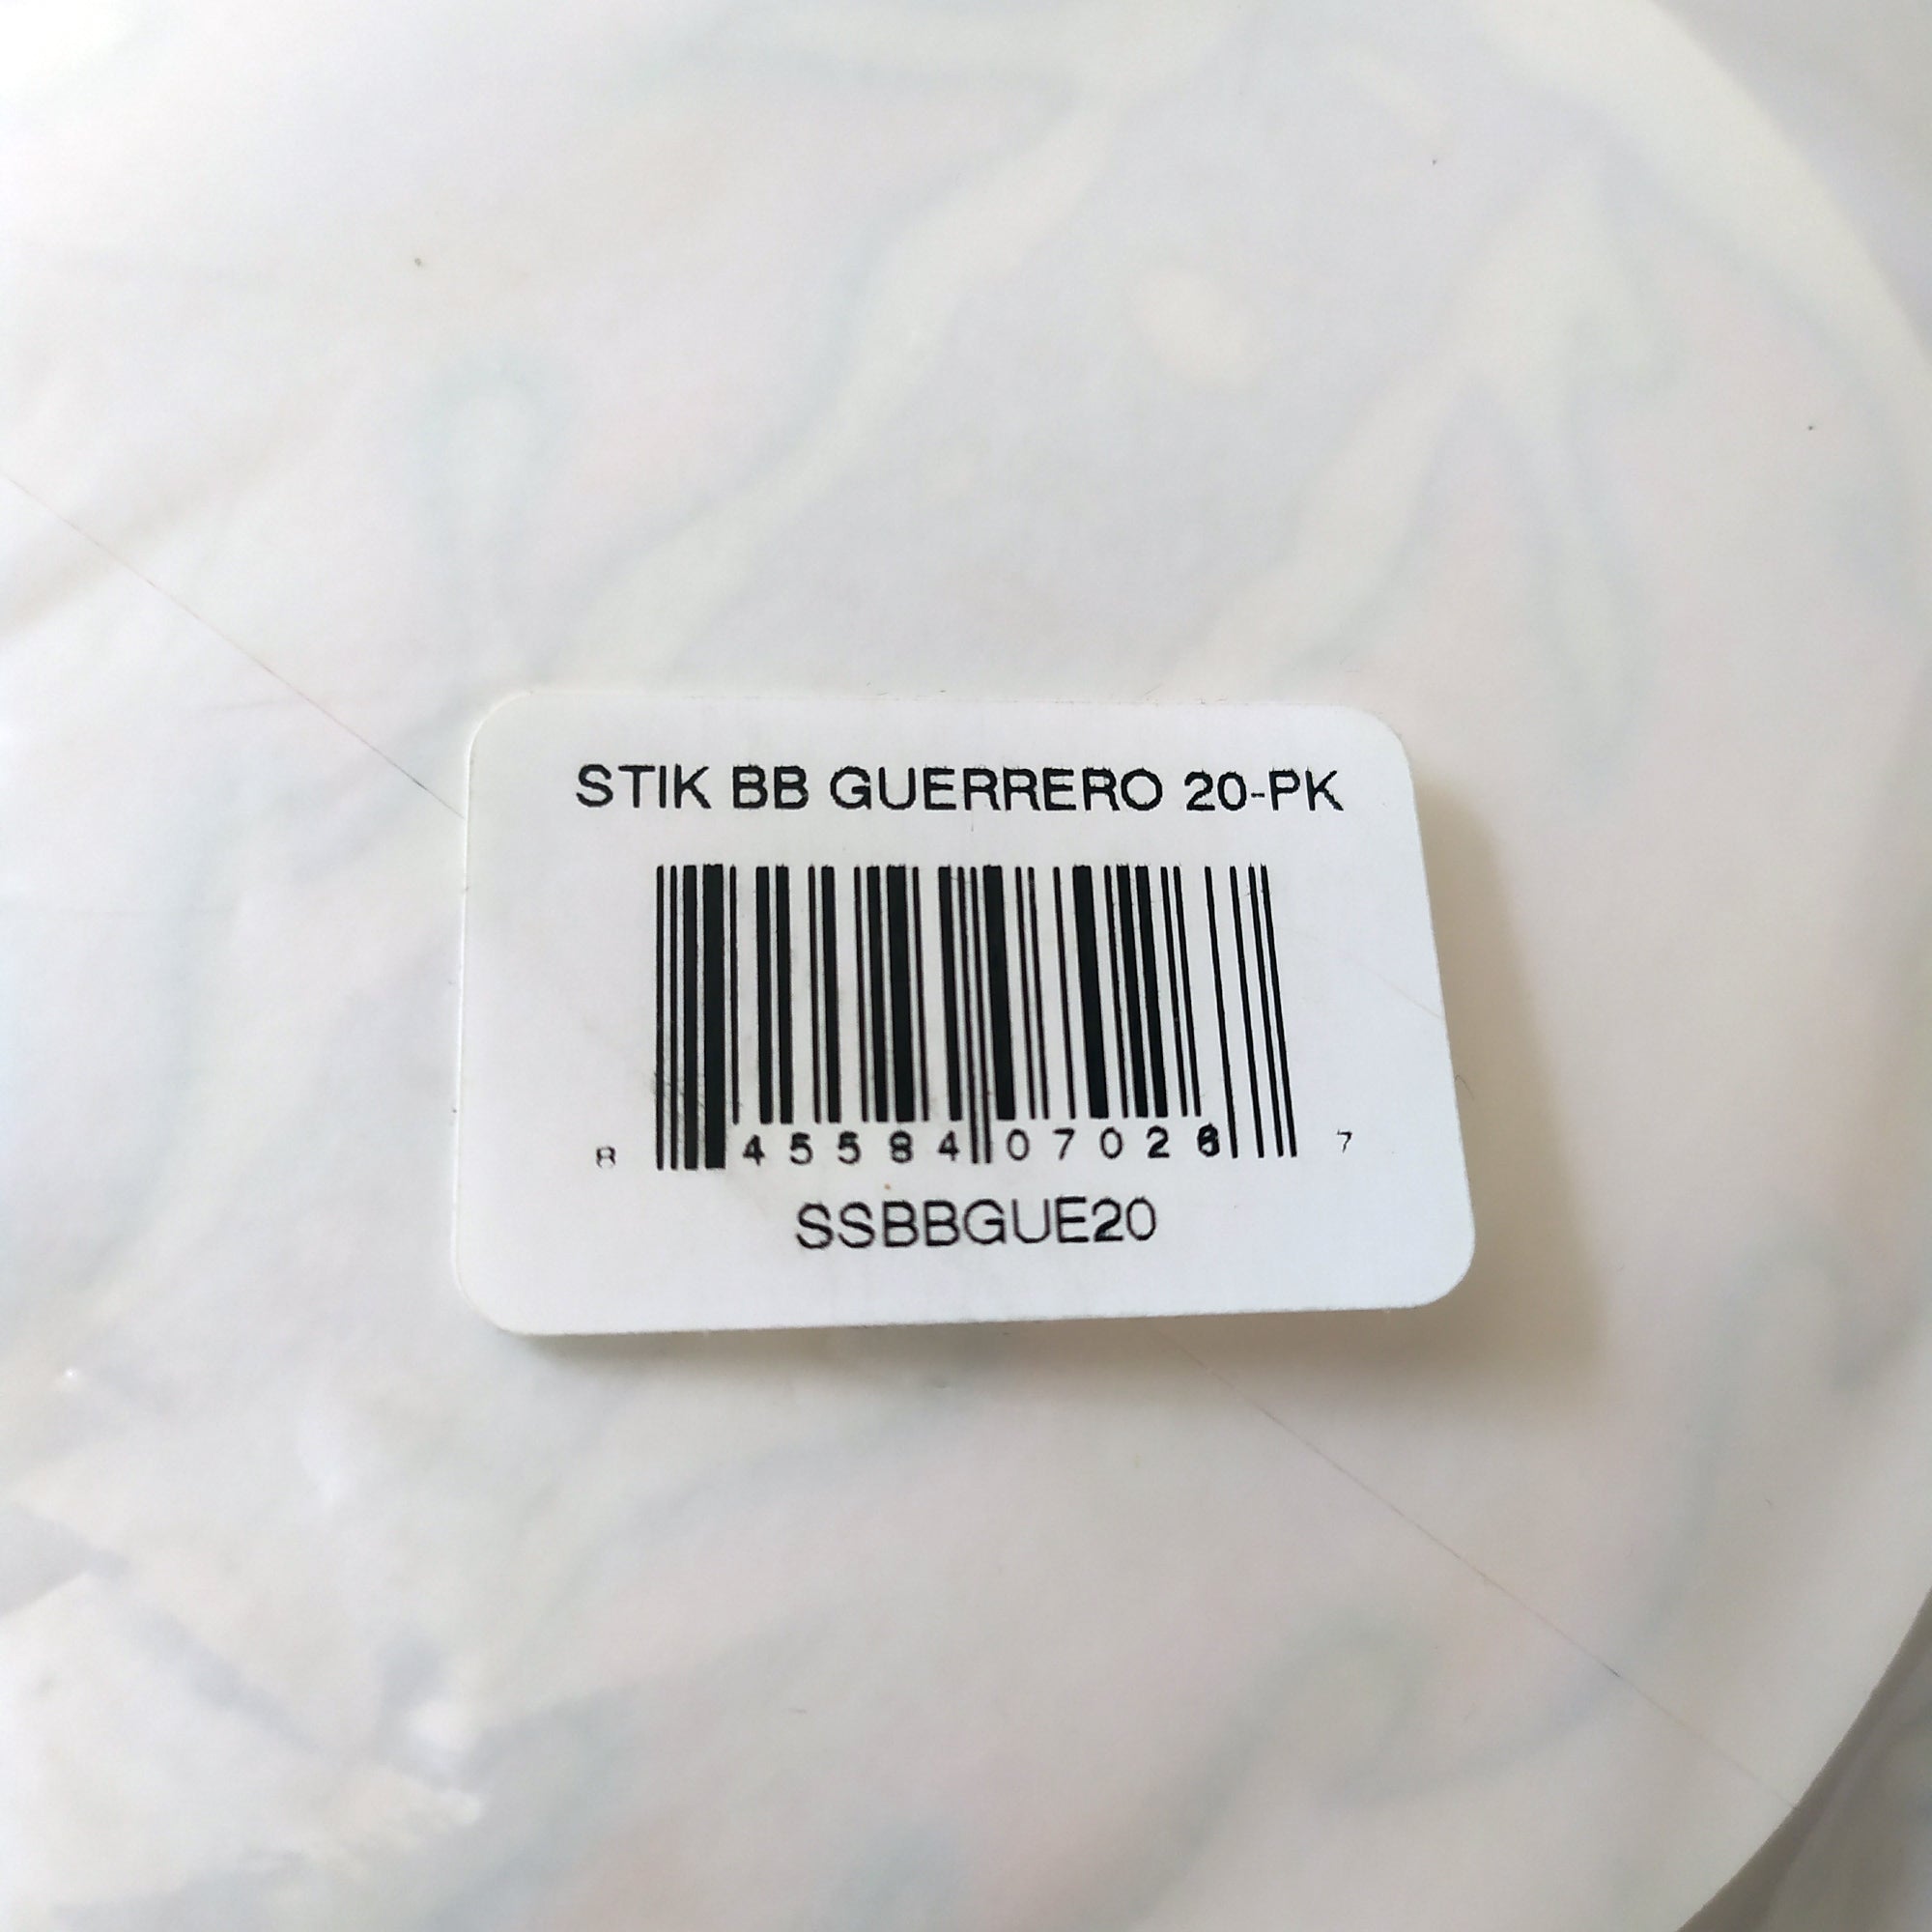 STIK BB GUERRERO 20-PK
8 45584 07026 7
SSBBGUE20